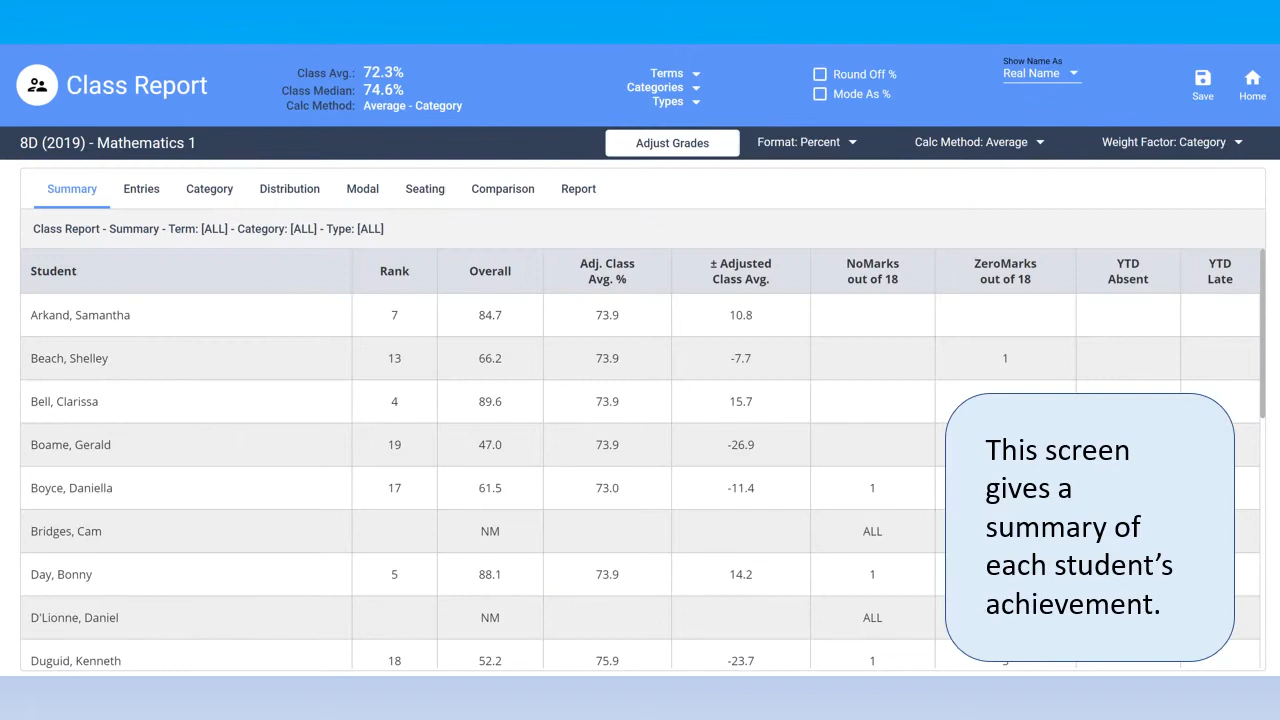 Class Report
Class Avg.: 72.3%
Class Median: 74.6%
Calc Method: Average - Category
Terms
Categories
Types
Round Off %
Mode As %
Show Name As
Real Name
Save
Home
8D (2019) - Mathematics 1
Adjust Grades
Format: Percent
Calc Method: Average
Weight Factor: Category
Summary Entries Category Distribution Modal Seating Comparison Report
Class Report - Summary - Term: [ALL] - Category: [ALL] - Type: [ALL]
Student Rank Overall Adj. Class Avg. % ± Adjusted Class Avg. NoMarks out of 18 ZeroMarks out of 18 YTD Absent YTD Late
Arkand, Samantha 7 84.7 73.9 10.8
Beach, Shelley 13 66.2 73.9 -7.7 1
Bell, Clarissa 4 89.6 73.9 15.7
Boame, Gerald 19 47.0 73.9 -26.9
Boyce, Daniella 17 61.5 73.0 -11.4 1
Bridges, Cam NM ALL
Day, Bonny 5 88.1 73.9 14.2 1
D'Lionne, Daniel NM ALL
Duguid, Kenneth 18 52.2 75.9 -23.7 1
This screen
gives a
summary of
each student’s
achievement.